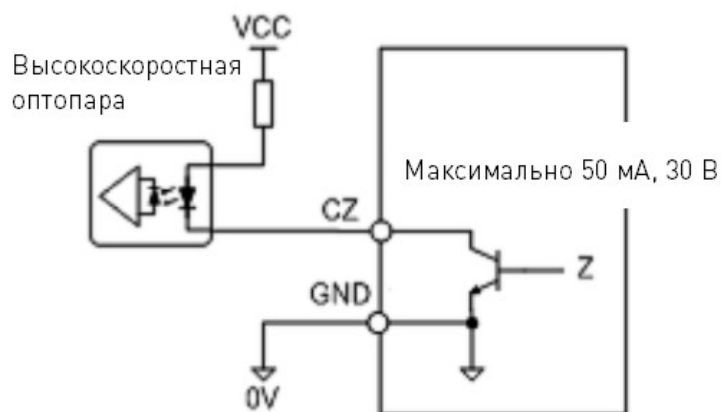 VCC
Высокоскоростная
оптопара
Максимально 50 мА, 30 В
CZ
Z
GND
0V